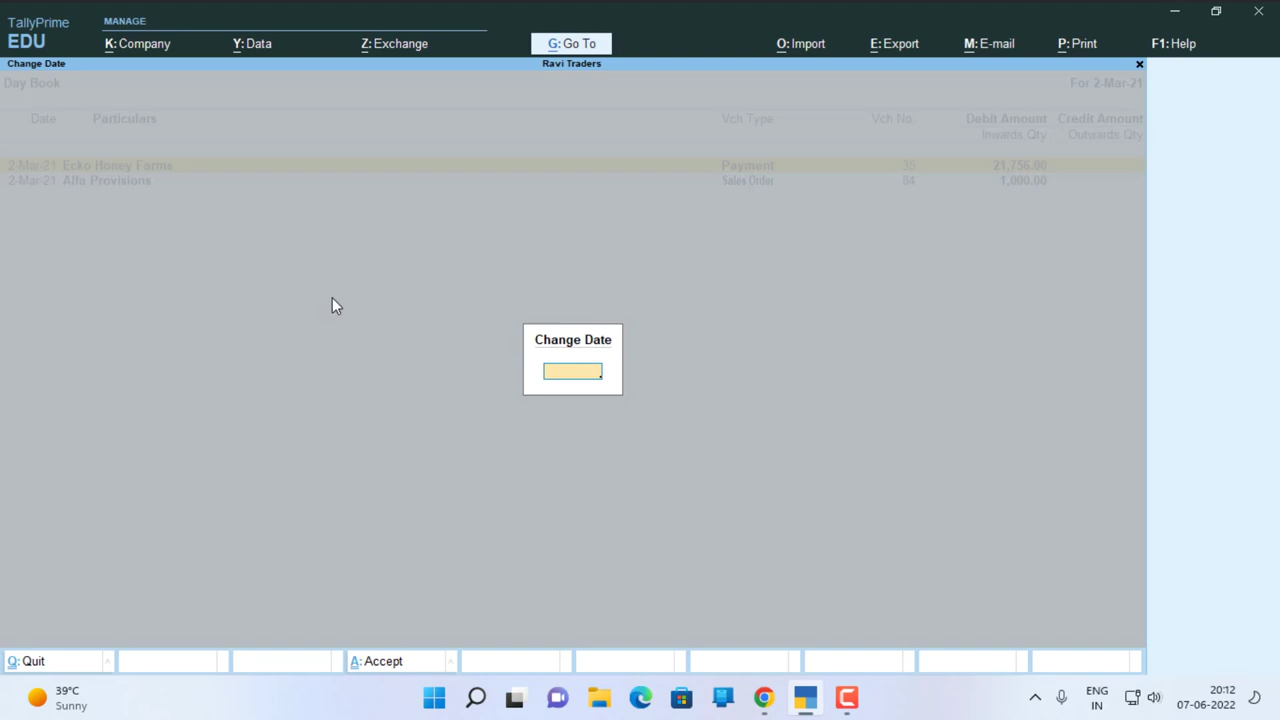 TallyPrime
EDU
MANAGE
K: Company
Y: Data
Z: Exchange
G: Go To
O: Import
E: Export
M: E-mail
P: Print
F1: Help
Change Date
Ravi Traders
Day Book
For 2-Mar-21
Date
Particulars
Vch Type
Vch No.
Debit Amount
Credit Amount
Inwards Qty
Outwards Qty
2-Mar-21 Ecko Honey Forms Payment 35 21,756.00
2-Mar-21 Alfa Provisions Sales Order 84 1,000.00
Change Date
Q: Quit
A: Accept
39°C
Sunny
ENG
IN
20:12
07-06-2022